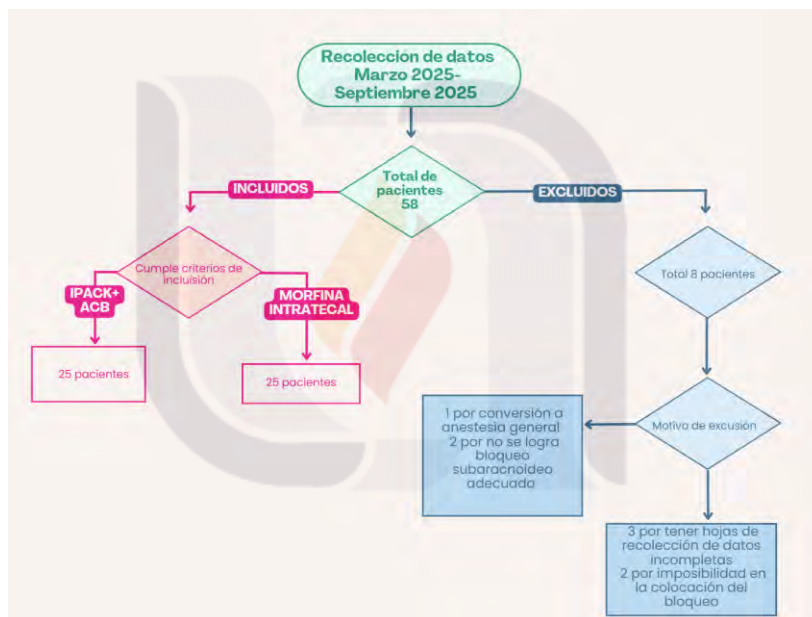 Recolección de datos
Marzo 2025-
Septiembre 2025
Total de
pacientes
58
INCLUIDOS
EXCLUIDOS
Cumple criterios de
incluisión
IPACK+
ACB
MORFINA
INTRATECAL
25 pacientes
25 pacientes
Total 8 pacientes
Motivo de excusión
1 por conversión a
anestesia general
2 por no se logra
bloqueo
subaracnoideo
adecuado
3 por tener hojas de
recolección de datos
incompletas
2 por imposibilidad en
la colocación del
bloqueo